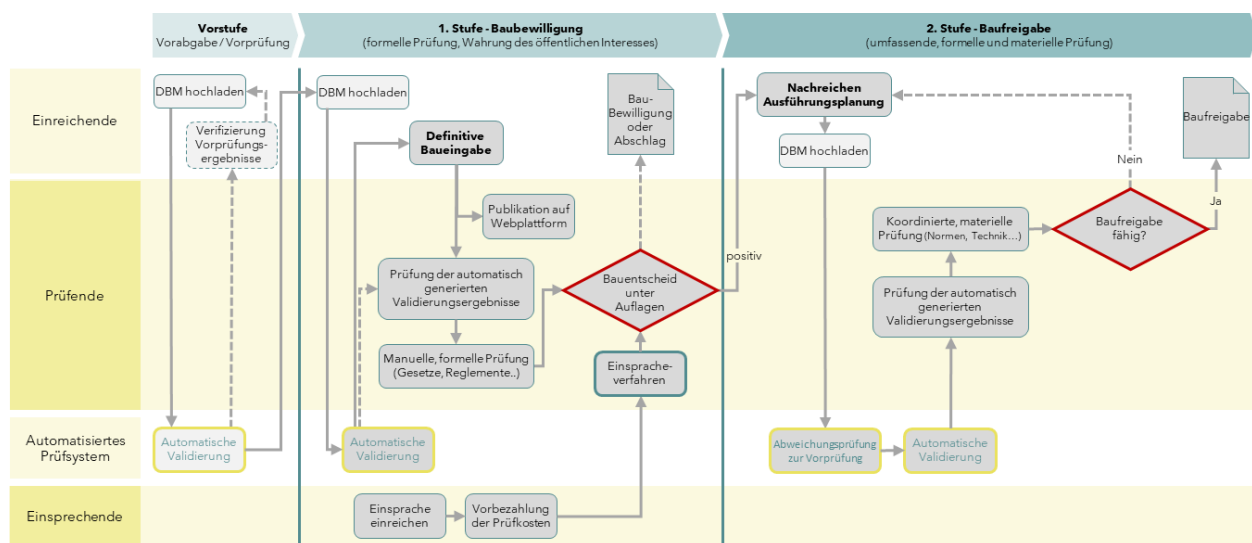 Vorstufe
Vorabgabe / Vorprüfung
1. Stufe - Baubewilligung
(formelle Prüfung, Wahrung des öffentlichen Interesses)
2. Stufe - Baufreigabe
(umfassende, formelle und materielle Prüfung)
Einreichende
DBM hochladen
Verifizierung
Vorprüfungs-
ergebnisse
DBM hochladen
Definitive
Baueingabe
Bau-
Bewilligung
oder
Abschlag
Nachreichen
Ausführungsplanung
DBM hochladen
Baufreigabe
Nein
Ja
Prüfende
Publikation auf
Webplattform
Prüfung der automatisch
generierten
Validierungsergebnisse
Manuelle, formelle Prüfung
(Gesetze, Reglemente..)
Bauentscheid
unter
Auflagen
positiv
Einsprache-
verfahren
Koordinierte, materielle
Prüfung (Normen, Technik...)
Prüfung der automatisch
generierten
Validierungsergebnisse
Baufreigabe
fähig?
Automatisiertes
Prüfsystem
Automatische
Validierung
Automatische
Validierung
Abweichungsprüfung
zur Vorprüfung
Automatische
Validierung
Einsprechende
Einsprache
einreichen
Vorbezahlung
der Prüfkosten